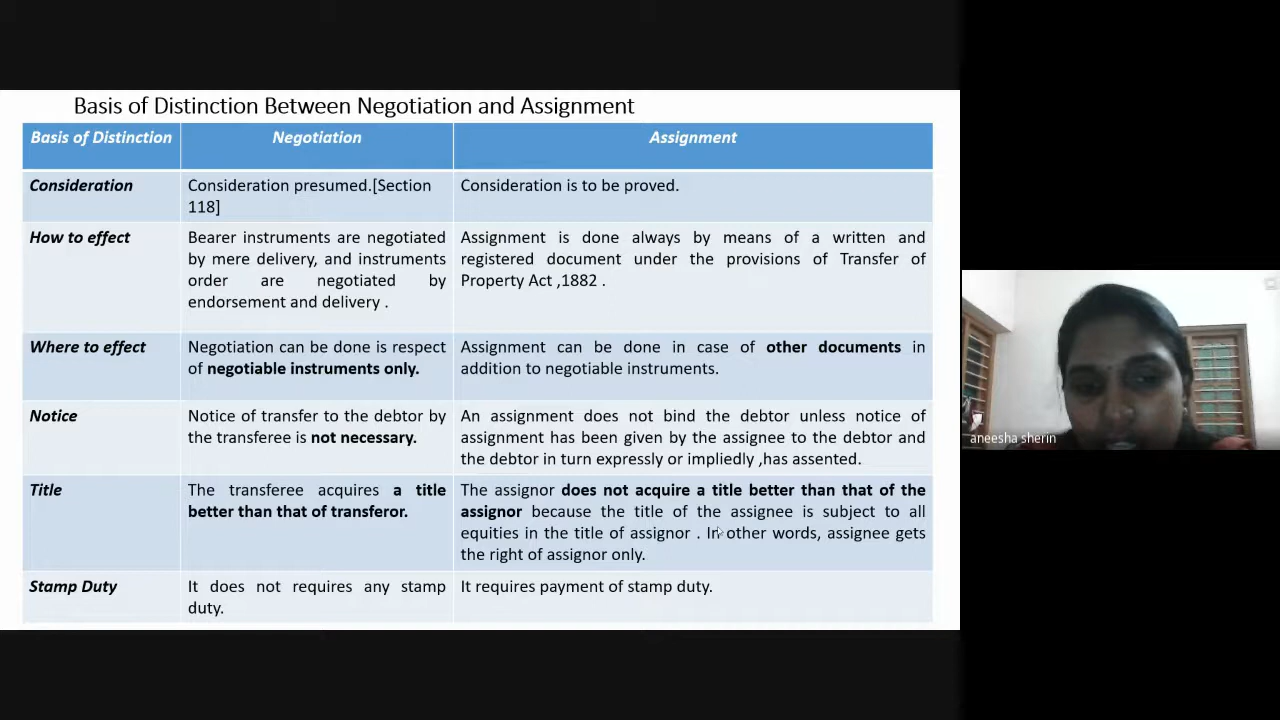 Basis of Distinction Between Negotiation and Assignment
Basis of Distinction
Negotiation
Assignment
Consideration
Consideration presumed.[Section
118]
Consideration is to be proved.
How to effect
Bearer instruments are negotiated
by mere delivery, and instruments
order are negotiated by
endorsement and delivery .
Assignment is done always by means of a written and
registered document under the provisions of Transfer of
Property Act ,1882 .
Where to effect
Negotiation can be done is respect
of negotiable instruments only.
Assignment can be done in case of other documents in
addition to negotiable instruments.
Notice
Notice of transfer to the debtor by
the transferee is not necessary.
An assignment does not bind the debtor unless notice of
assignment has been given by the assignee to the debtor and
the debtor in turn expressly or impliedly ,has assented.
Title
The transferee acquires a title
better than that of transferor.
The assignor does not acquire a title better than that of the
assignor because the title of the assignee is subject to all
equities in the title of assignor . In other words, assignee gets
the right of assignor only.
Stamp Duty
It does not requires any stamp
duty.
It requires payment of stamp duty.
aneesha sherin